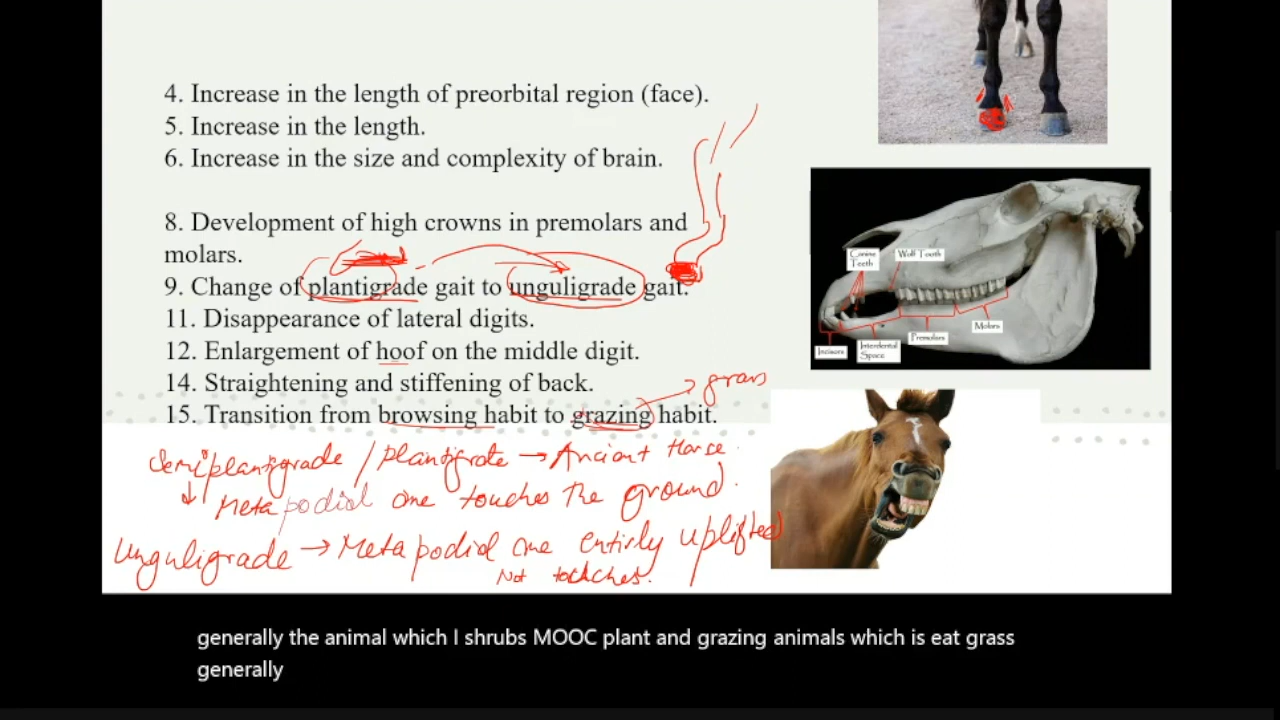 4. Increase in the length of preorbital region (face).
5. Increase in the length.
6. Increase in the size and complexity of brain.
8. Development of high crowns in premolars and
molars.
9. Change of plantigrade gait to unguligrade gait.
11. Disappearance of lateral digits.
12. Enlargement of hoof on the middle digit.
14. Straightening and stiffening of back.
grass
15. Transition from browsing habit to grazing habit.
Semiplantigrade / plantigrate → Ancient Horse.
↓ Metapodial one touches the ground.
Unguligrade → Metapodial one entirly uplifted
Not touches.
Canine
Teeth
Wolf Tooth
Molars
Premolars
Incisors
Interdental
Space
generally the animal which I shrubs MOOC plant and grazing animals which is eat grass
generally